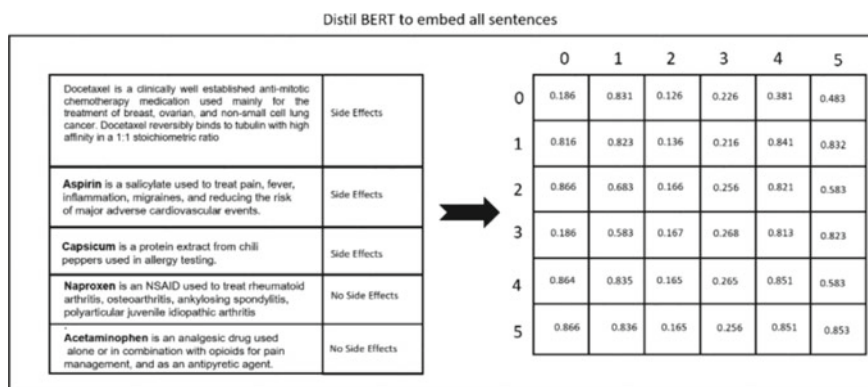 Distil BERT to embed all sentences
Docetaxel is a clinically well established anti-mitotic
chemotherapy medication used mainly for
the treatment of breast, ovarian, and non-small cell lung
cancer. Docetaxel reversibly binds to tubulin with high
affinity in a 1:1 stoichiometric ratio
Side Effects
Aspirin is a salicylate used to treat pain, fever,
inflammation, migraines, and reducing the risk
of major adverse cardiovascular events.
Side Effects
Capsicum is a protein extract from chili
peppers used in allergy testing.
Side Effects
Naproxen is an NSAID used to treat rheumatoid
arthritis, osteoarthritis, ankylosing spondylitis,
polyarticular juvenile idiopathic arthritis
No Side Effects
Acetaminophen is an analgesic drug used
alone or in combination with opioids for pain
management, and as an antipyretic agent.
No Side Effects
0 1 2 3 4 5
0 0.186 0.831 0.126 0.226 0.381 0.483
1 0.816 0.823 0.136 0.216 0.841 0.832
2 0.866 0.683 0.166 0.256 0.821 0.583
3 0.186 0.583 0.167 0.268 0.813 0.823
4 0.864 0.835 0.165 0.265 0.851 0.583
5 0.866 0.836 0.165 0.256 0.851 0.853